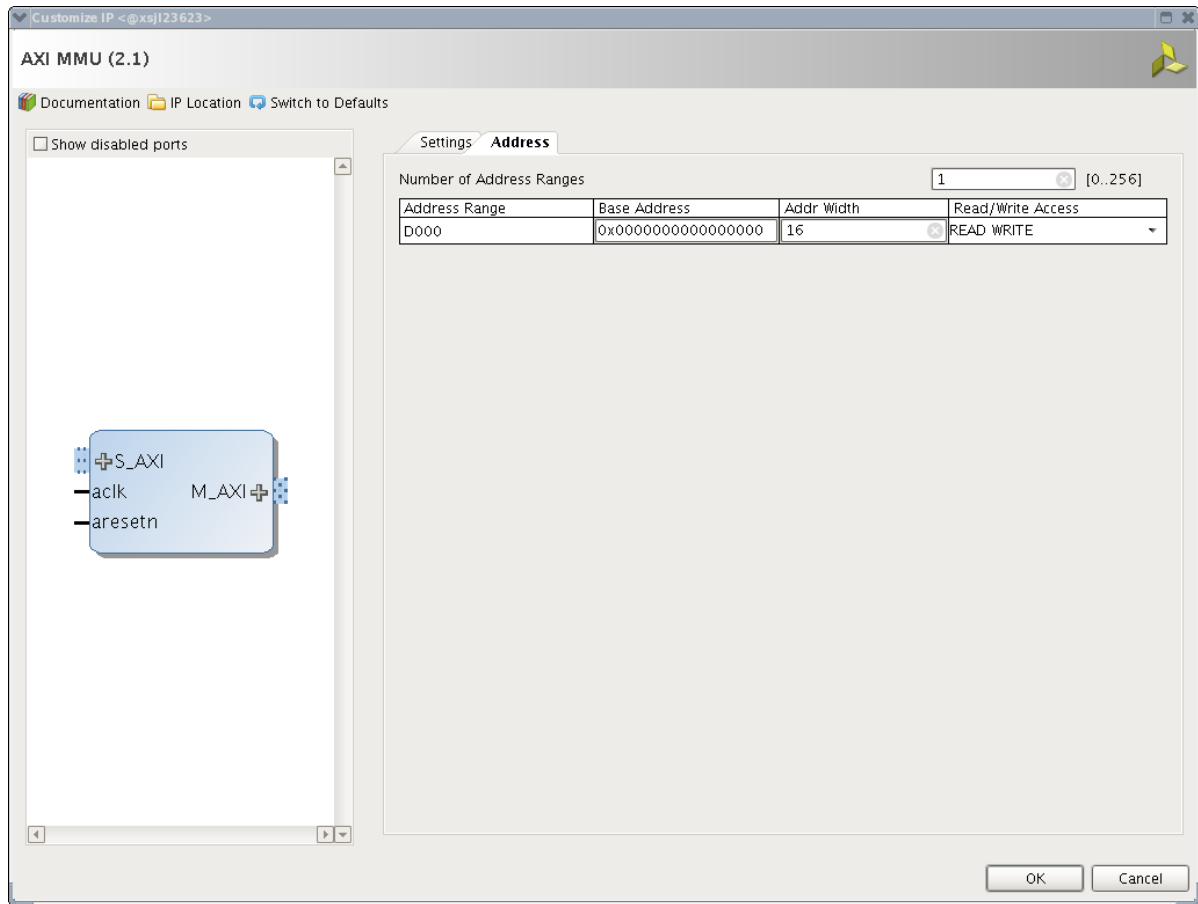 Customize IP <@xsjl23623>
AXI MMU (2.1)
Documentation IP Location Switch to Defaults
Show disabled ports
S_AXI
aclk M_AXI
aresetn
Settings Address
Number of Address Ranges 1 [0..256]
Address Range Base Address Addr Width Read/Write Access
D000 0x0000000000000000 16 READ WRITE
OK Cancel